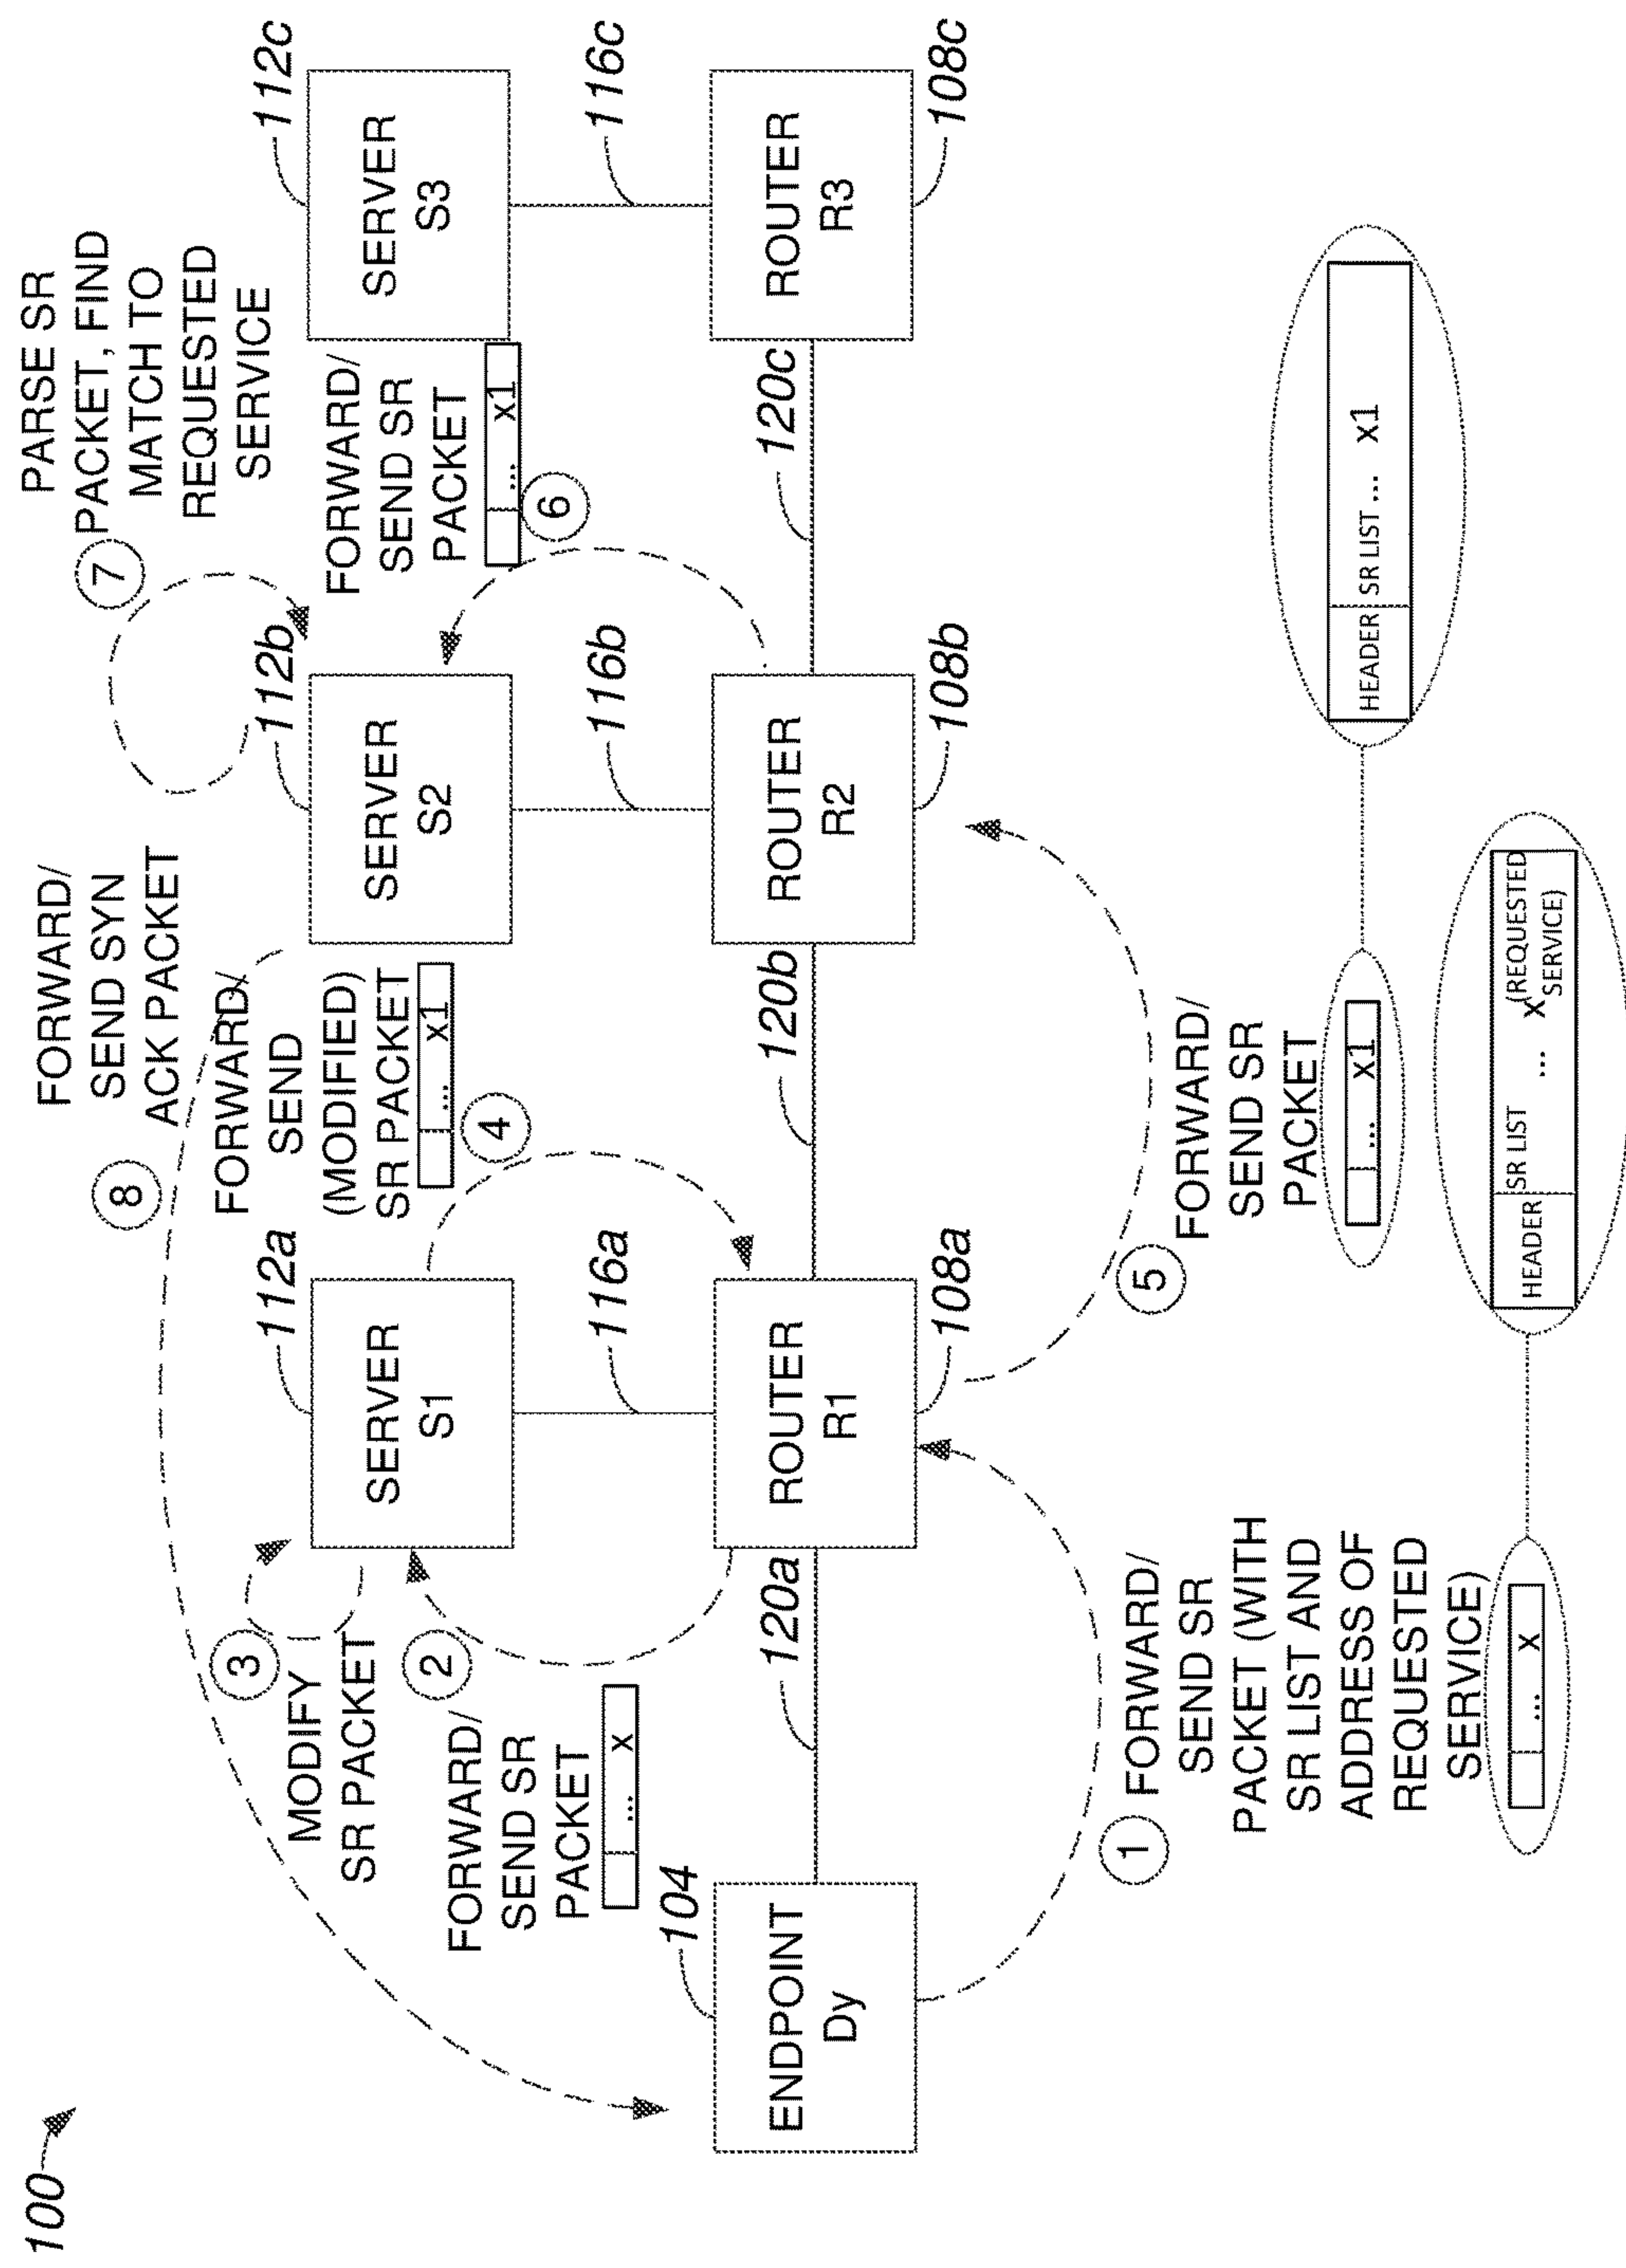 100
FORWARD/
SEND SYN
ACK PACKET
8
PARSE SR
PACKET, FIND
MATCH TO
REQUESTED
SERVICE
7
3
MODIFY
SR PACKET
112a
SERVER
S1
FORWARD/
SEND
(MODIFIED)
SR PACKET
... x1
4
112b
SERVER
S2
FORWARD/
SEND SR
PACKET
... x1
6
112c
SERVER
S3
2
FORWARD/
SEND SR
PACKET
... X
116a
116b
116c
104
ENDPOINT
Dy
120a
ROUTER
R1
108a
120b
ROUTER
R2
108b
120c
ROUTER
R3
108c
1
FORWARD/
SEND SR
PACKET (WITH
SR LIST AND
ADDRESS OF
REQUESTED
SERVICE)
... X
5
FORWARD/
SEND SR
PACKET
... x1
HEADER SR LIST ... x1
HEADER SR LIST ... X (REQUESTED
SERVICE)